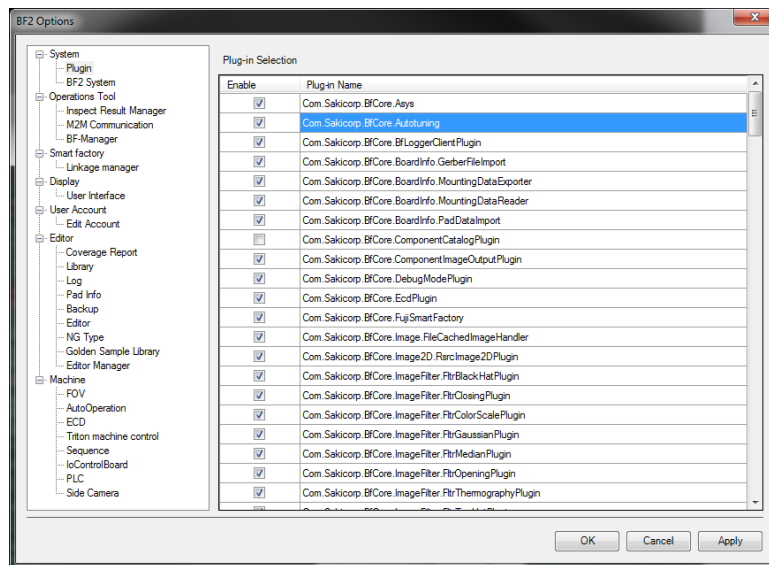 BF2 Options
System
Plugin
BF2 System
Operations Tool
Inspect Result Manager
M2M Communication
BF-Manager
Smart factory
Linkage manager
Display
User Interface
User Account
Edit Account
Editor
Coverage Report
Library
Log
Pad Info
Backup
Editor
NG Type
Golden Sample Library
Editor Manager
Machine
FOV
AutoOperation
ECD
Triton machine control
Sequence
IoControlBoard
PLC
Side Camera
Plug-in Selection
Enable Plug-in Name
Com.Sakicorp.BfCore.Asys
Com.Sakicorp.BfCore.Autotuning
Com.Sakicorp.BfCore.BfLoggerClientPlugin
Com.Sakicorp.BfCore.BoardInfo.GerberFileImport
Com.Sakicorp.BfCore.BoardInfo.MountingDataExporter
Com.Sakicorp.BfCore.BoardInfo.MountingDataReader
Com.Sakicorp.BfCore.BoardInfo.PadDataImport
Com.Sakicorp.BfCore.ComponentCatalogPlugin
Com.Sakicorp.BfCore.ComponentImageOutputPlugin
Com.Sakicorp.BfCore.DebugModePlugin
Com.Sakicorp.BfCore.EcdPlugin
Com.Sakicorp.BfCore.FujiSmartFactory
Com.Sakicorp.BfCore.Image.FileCachedImageHandler
Com.Sakicorp.BfCore.Image2D.RsrcImage2DPlugin
Com.Sakicorp.BfCore.ImageFilter.FltrBlackHatPlugin
Com.Sakicorp.BfCore.ImageFilter.FltrClosingPlugin
Com.Sakicorp.BfCore.ImageFilter.FltrColorScalePlugin
Com.Sakicorp.BfCore.ImageFilter.FltrGaussianPlugin
Com.Sakicorp.BfCore.ImageFilter.FltrMedianPlugin
Com.Sakicorp.BfCore.ImageFilter.FltrOpeningPlugin
Com.Sakicorp.BfCore.ImageFilter.FltrThermographyPlugin
OK Cancel Apply